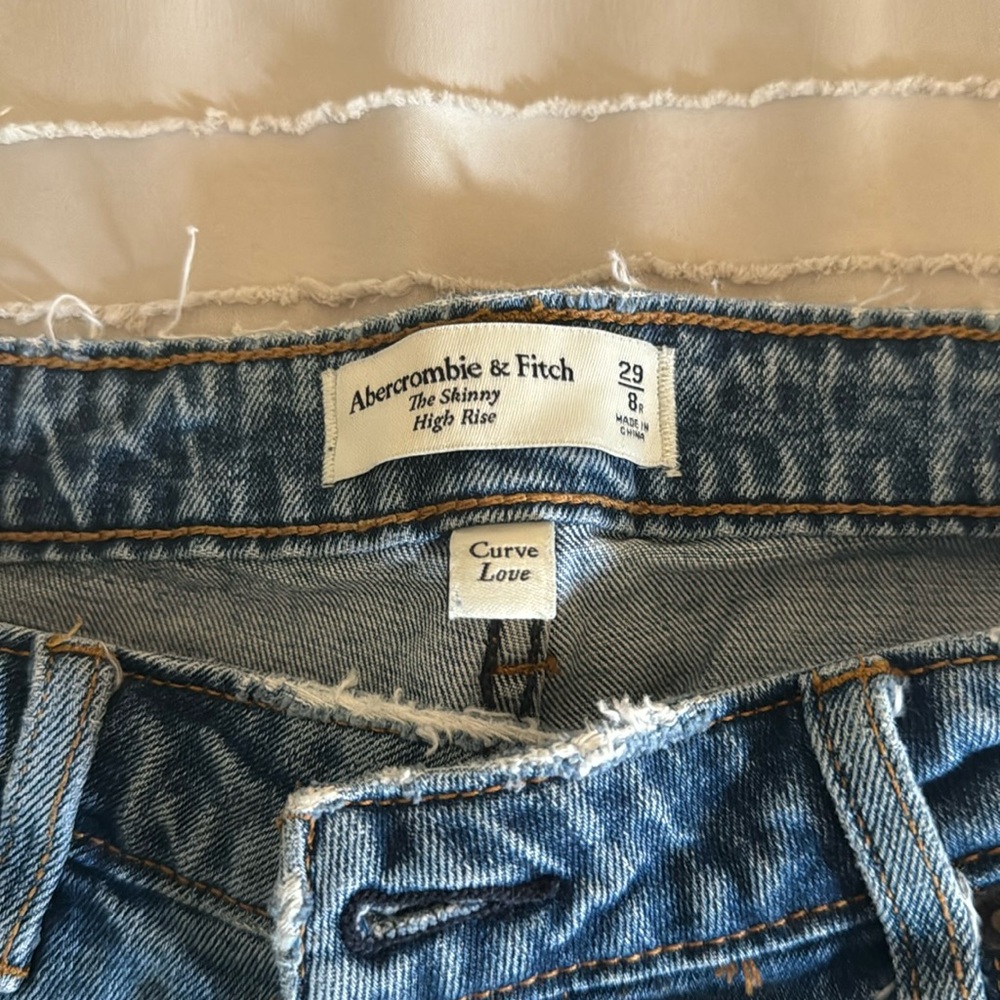 Abercrombie & Fitch
The Skinny
High Rise
29
8R
MADE IN
CHINA
Curve
Love